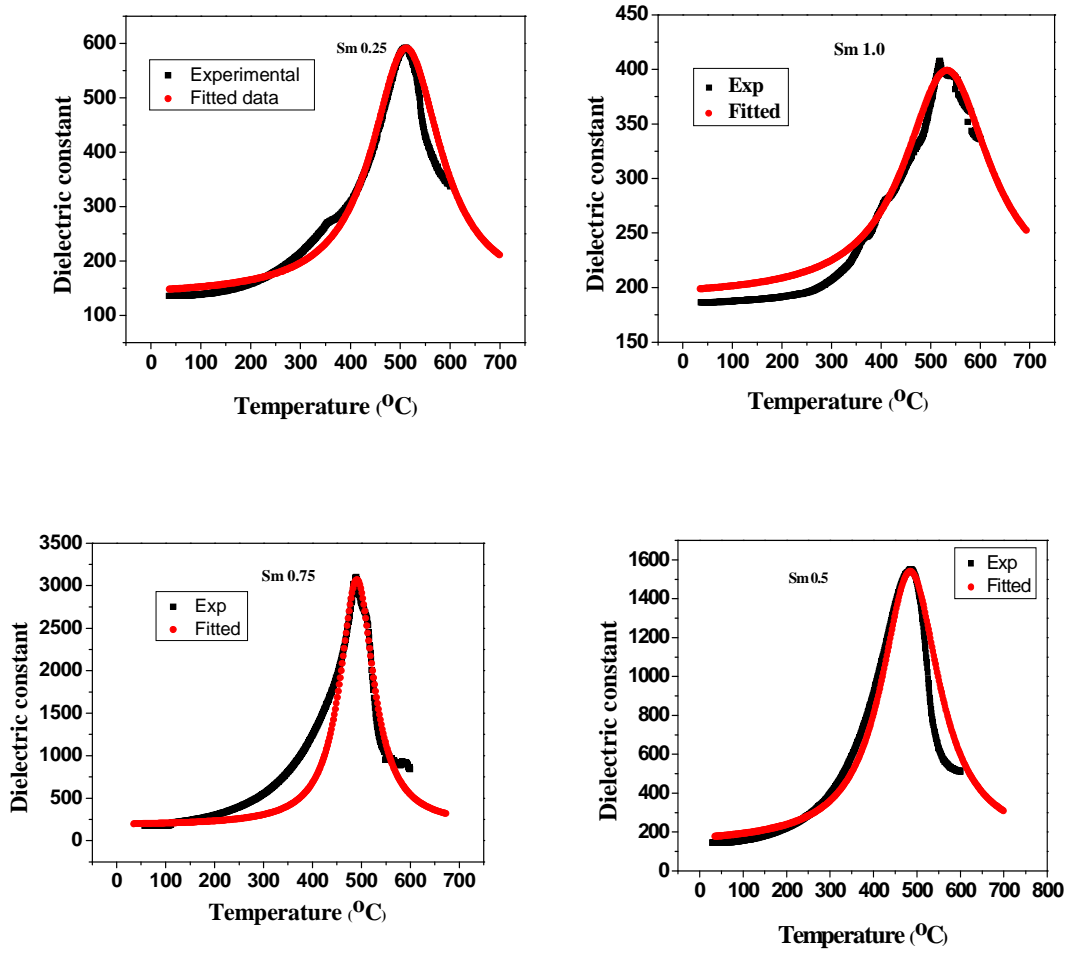 Sm 0.25
Experimental
Fitted data
600
500
400
300
200
100
0 100 200 300 400 500 600 700
Dielectric constant
Temperature (OC)
Sm 1.0
Exp
Fitted
450
400
350
300
250
200
150
0 100 200 300 400 500 600 700
Dielectric constant
Temperature (OC)
Sm 0.75
Exp
Fitted
3500
3000
2500
2000
1500
1000
500
0
0 100 200 300 400 500 600 700
Dielectric constant
Temperature (OC)
Sm 0.5
Exp
Fitted
1600
1400
1200
1000
800
600
400
200
0
0 100 200 300 400 500 600 700 800
Dielectric constant
Temperature (OC)